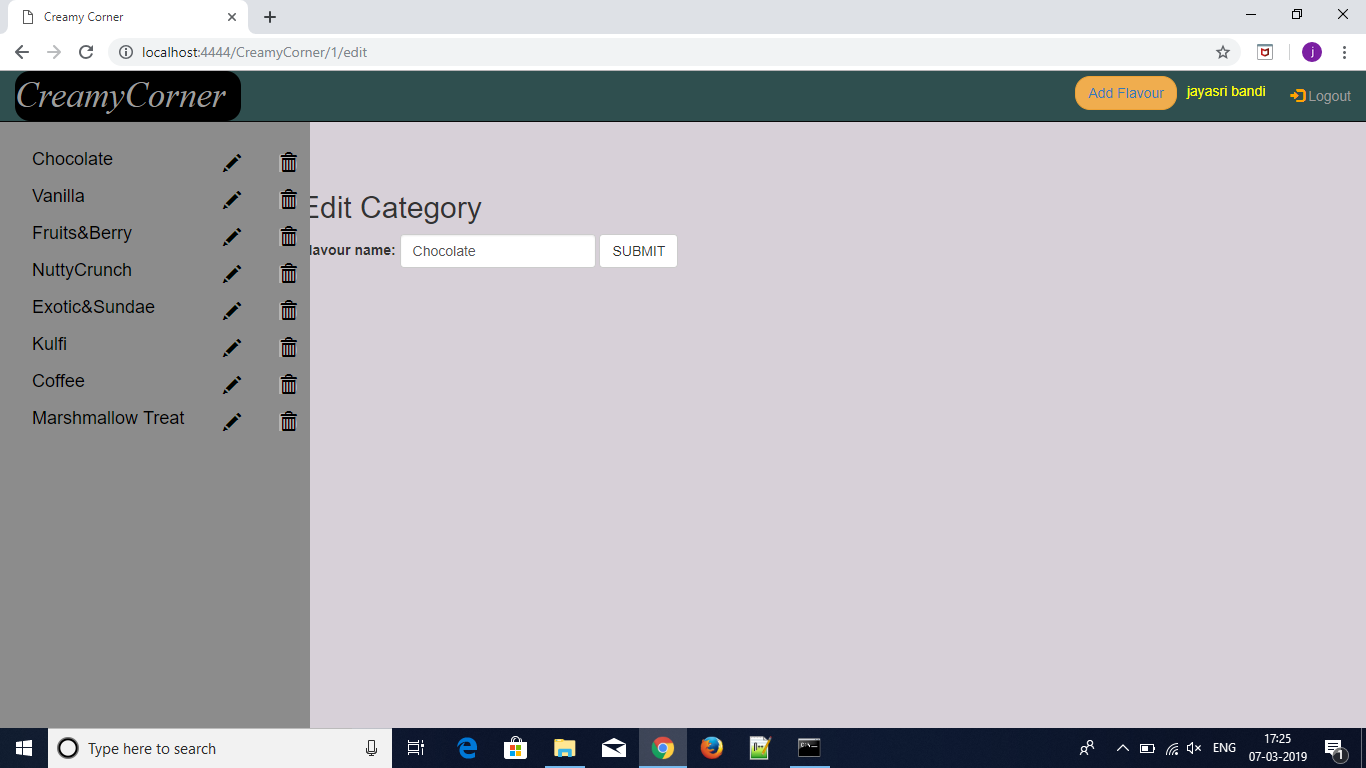 Creamy Corner
localhost:4444/CreamyCorner/1/edit
j
CreamyCorner
Add Flavour
jayasri bandi
Logout
Chocolate
Vanilla
Fruits&Berry
NuttyCrunch
Exotic&Sundae
Kulfi
Coffee
Marshmallow Treat
Edit Category
lavour name: Chocolate SUBMIT
Type here to search
ENG
17:25
07-03-2019
1